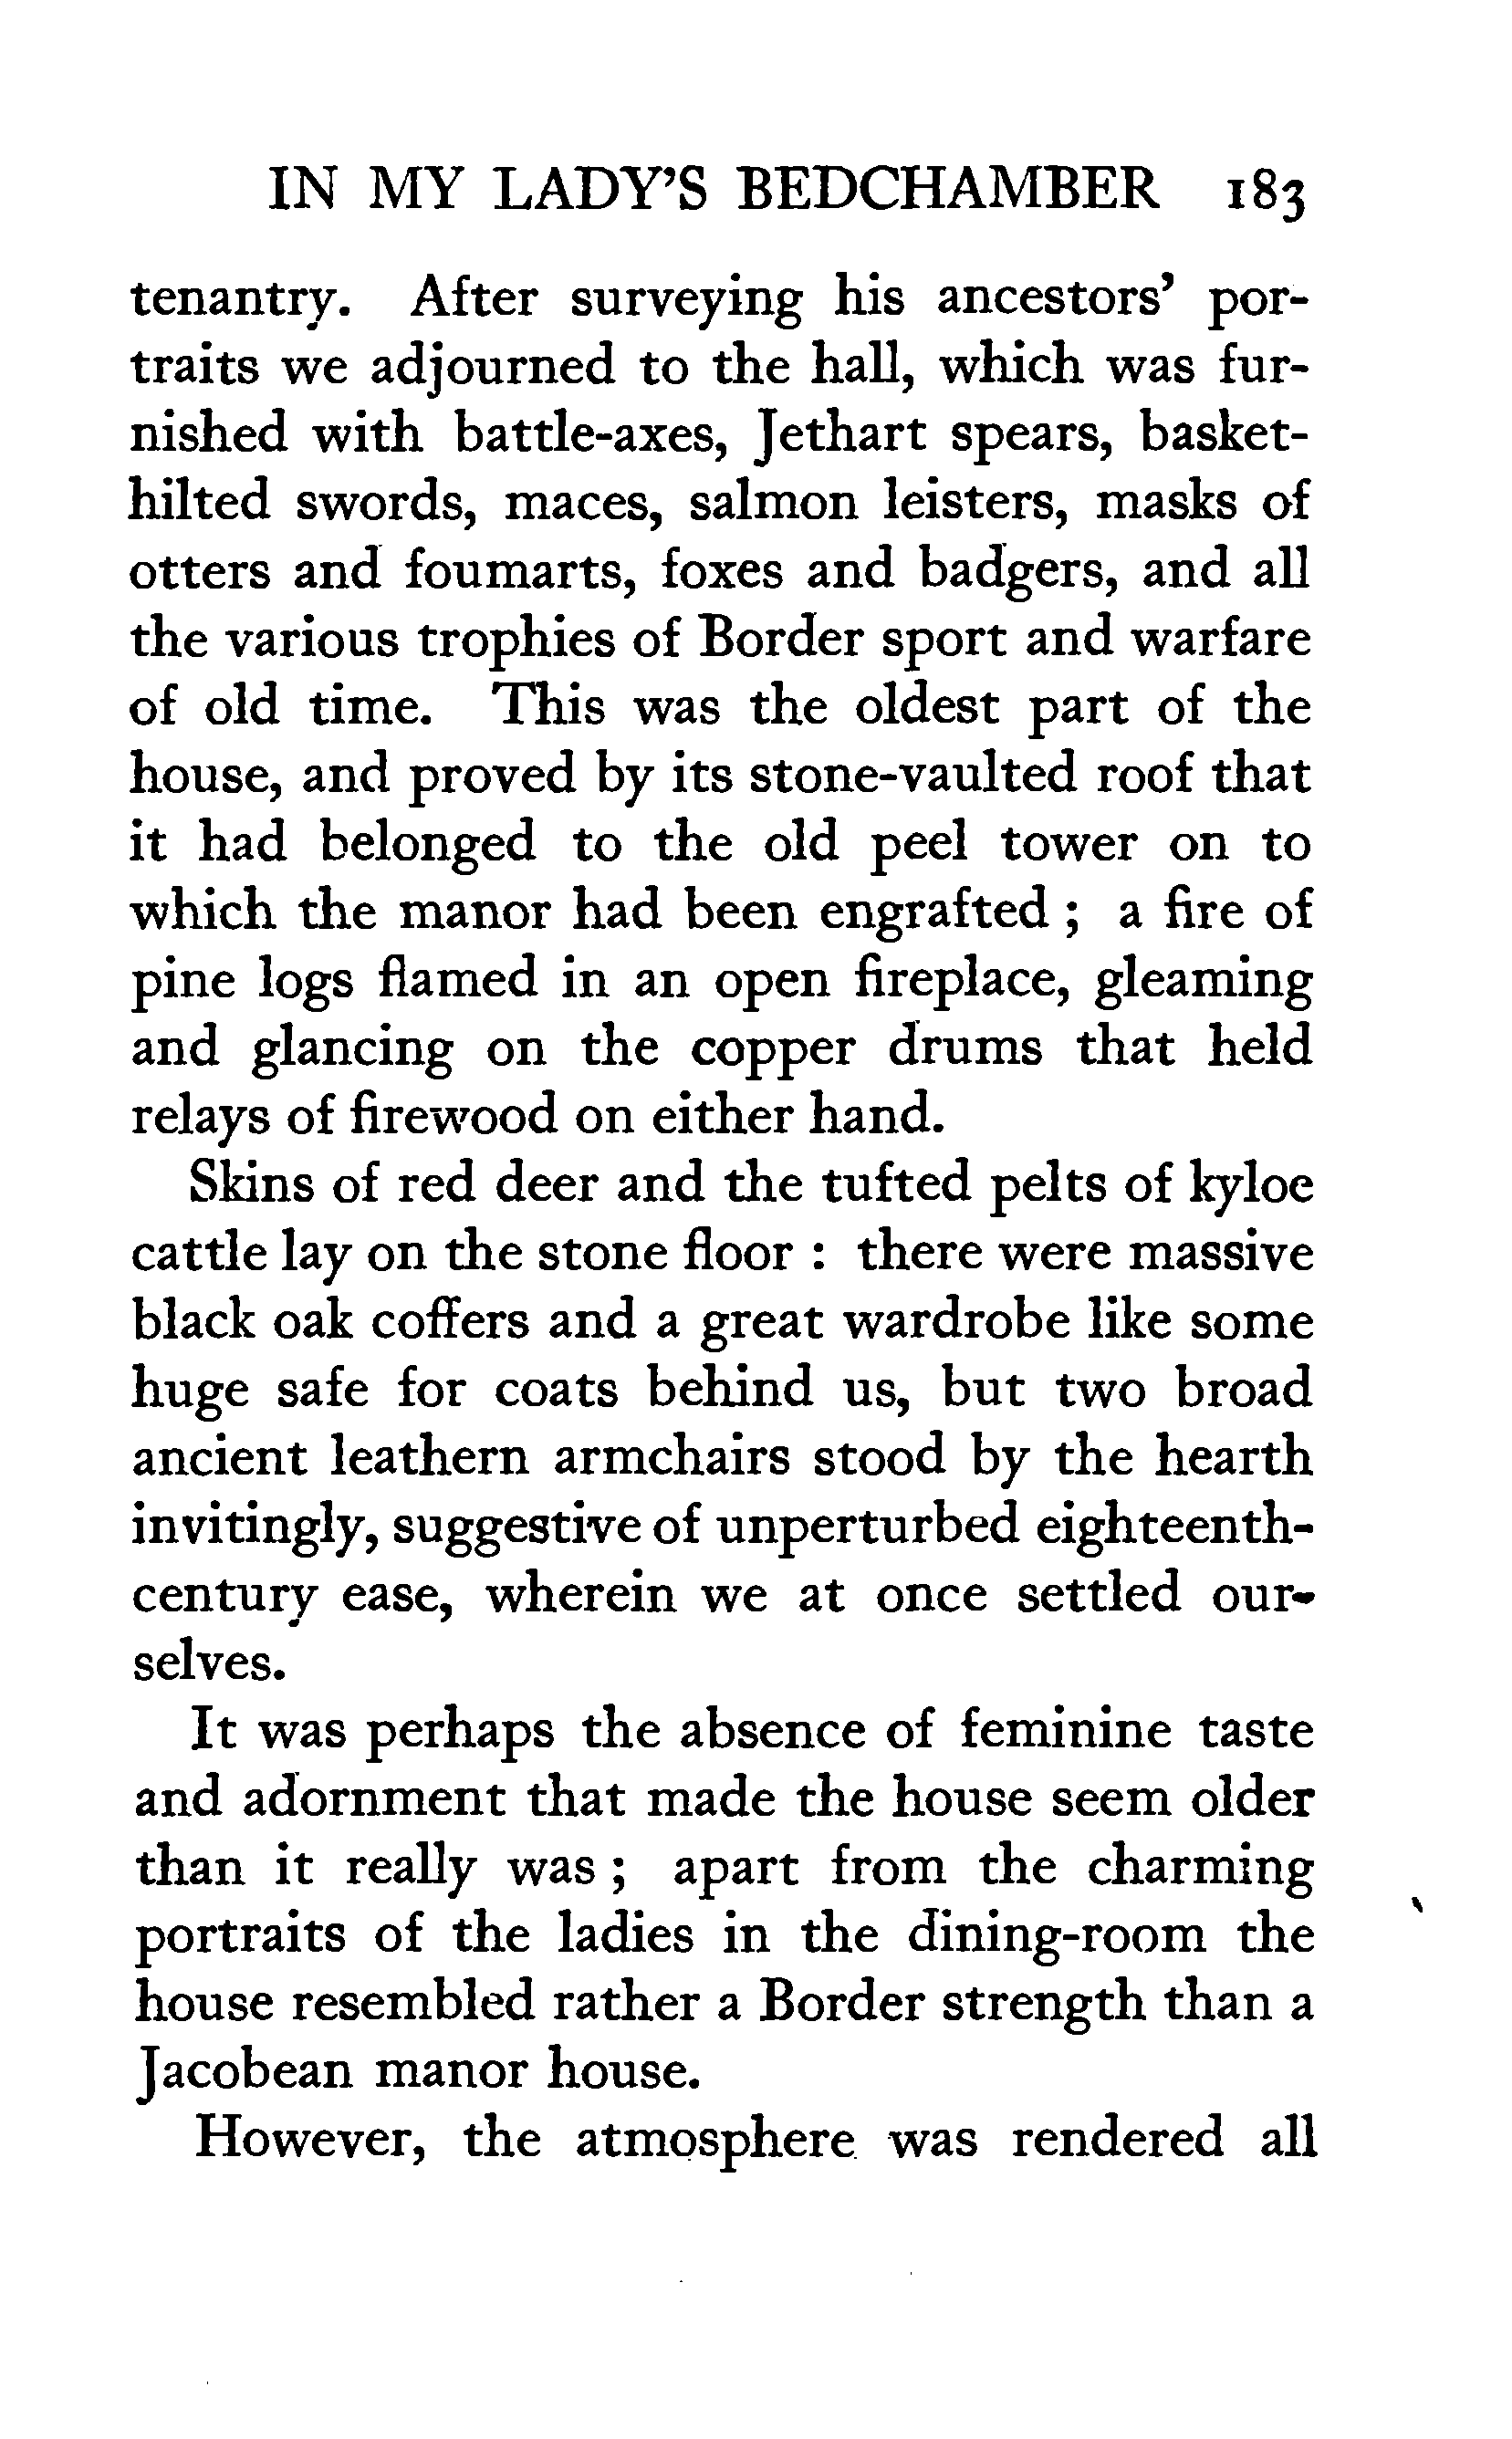 IN MY LADY'S BEDCHAMBER 183
tenantry. After surveying his ancestors' por-
traits we adjourned to the hall, which was fur-
nished with battle-axes, Jethart spears, basket-
hilted swords, maces, salmon leisters, masks of
otters and foumarts, foxes and badgers, and all
the various trophies of Border sport and warfare
of old time. This was the oldest part of the
house, and proved by its stone-vaulted roof that
it had belonged to the old peel tower on to
which the manor had been engrafted ; a fire of
pine logs flamed in an open fireplace, gleaming
and glancing on the copper drums that held
relays of firewood on either hand.
Skins of red deer and the tufted pelts of kyloe
cattle lay on the stone floor : there were massive
black oak coffers and a great wardrobe like some
huge safe for coats behind us, but two broad
ancient leathern armchairs stood by the hearth
invitingly, suggestive of unperturbed eighteenth-
century ease, wherein we at once settled our-
selves.
It was perhaps the absence of feminine taste
and adornment that made the house seem older
than it really was ; apart from the charming
portraits of the ladies in the dining-room the
house resembled rather a Border strength than a
Jacobean manor house.
However, the atmosphere was rendered all